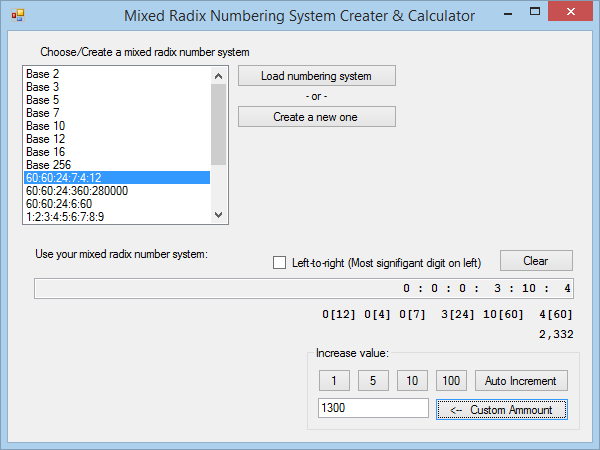 Mixed Radix Numbering System Creater & Calculator
Choose/Create a mixed radix number system
Base 2
Base 3
Base 5
Base 7
Base 10
Base 12
Base 16
Base 256
60:60:24:7:4:12
60:60:24:360:280000
60:60:24:6:60
1:2:3:4:5:6:7:8:9
Load numbering system
- or -
Create a new one
Use your mixed radix number system:
Left-to-right (Most signifigant digit on left)
Clear
0 : 0 : 0 : 3 : 10 : 4
0[12] 0[4] 0[7] 3[24] 10[60] 4[60]
2,332
Increase value:
1 5 10 100 Auto Increment
1300 <-- Custom Ammount